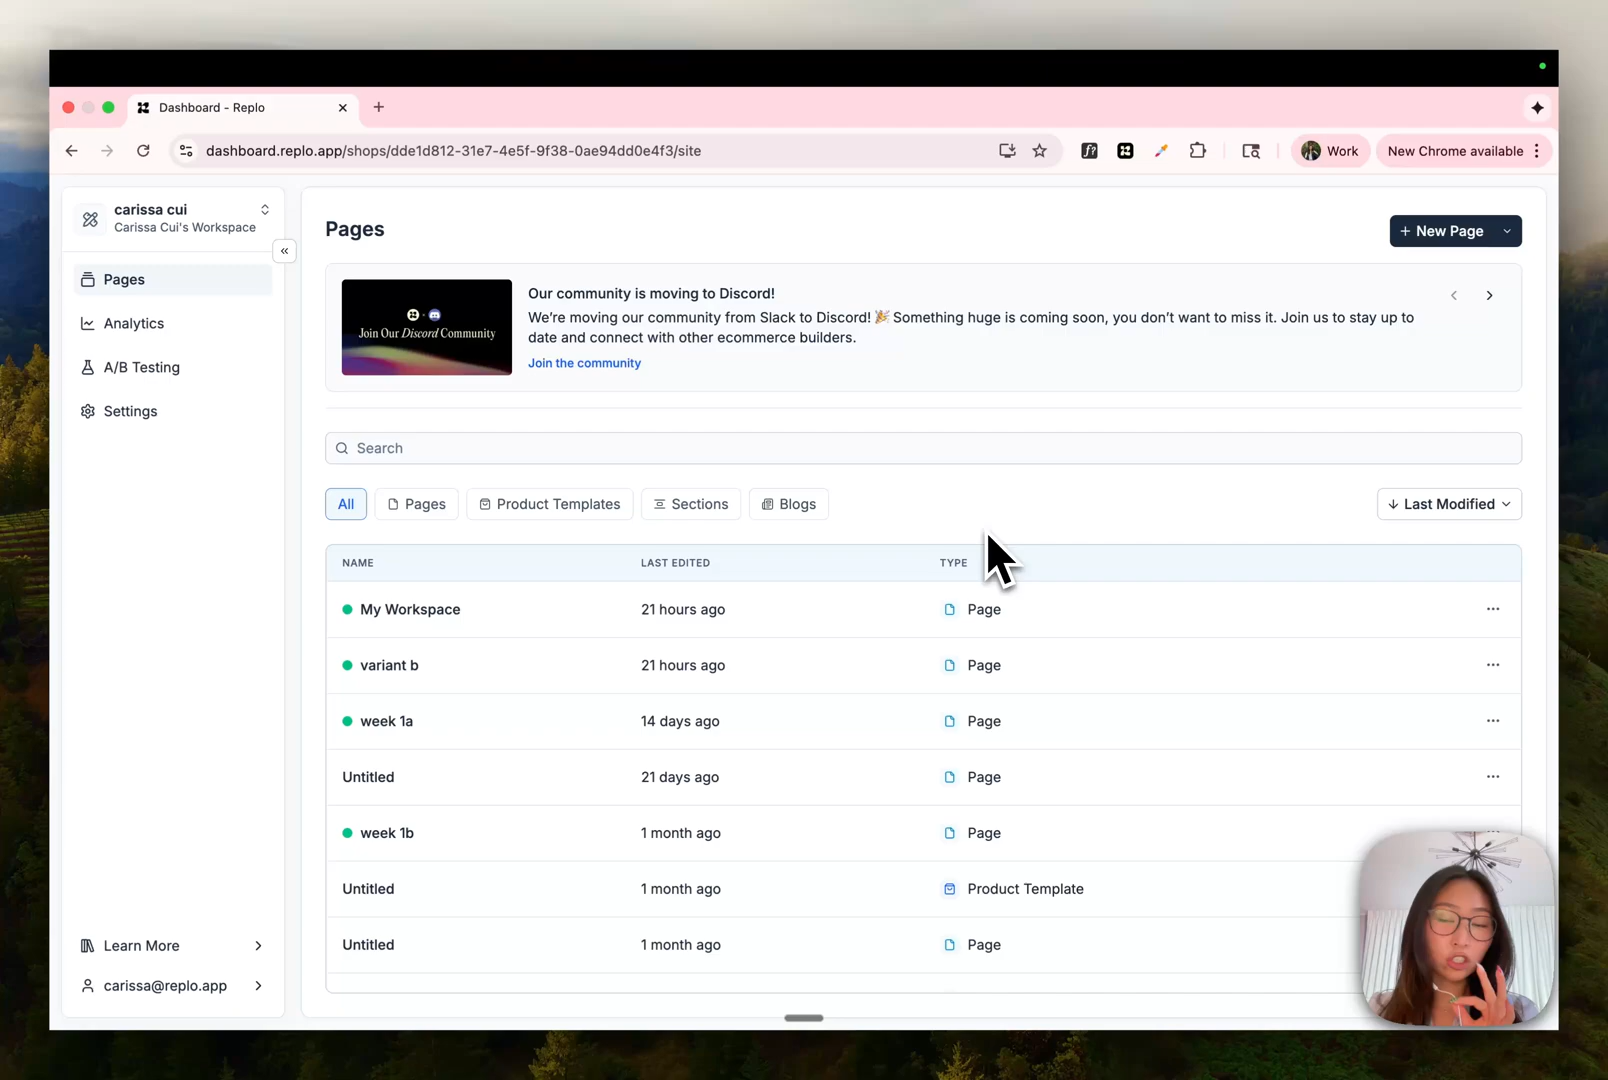 Dashboard - Replo
dashboard.replo.app/shops/dde1d812-31e7-4e5f-9f38-0ae94dd0e4f3/site
Work
New Chrome available
carissa cui
Carissa Cui's Workspace
Pages
Analytics
A/B Testing
Settings
Learn More
carissa@replo.app
Pages
+ New Page
Join Our Discord Community
Our community is moving to Discord!
We're moving our community from Slack to Discord! 🎉 Something huge is coming soon, you don't want to miss it. Join us to stay up to
date and connect with other ecommerce builders.
Join the community
Search
All Pages Product Templates Sections Blogs
Last Modified
NAME LAST EDITED TYPE
My Workspace 21 hours ago Page
variant b 21 hours ago Page
week 1a 14 days ago Page
Untitled 21 days ago Page
week 1b 1 month ago Page
Untitled 1 month ago Product Template
Untitled 1 month ago Page